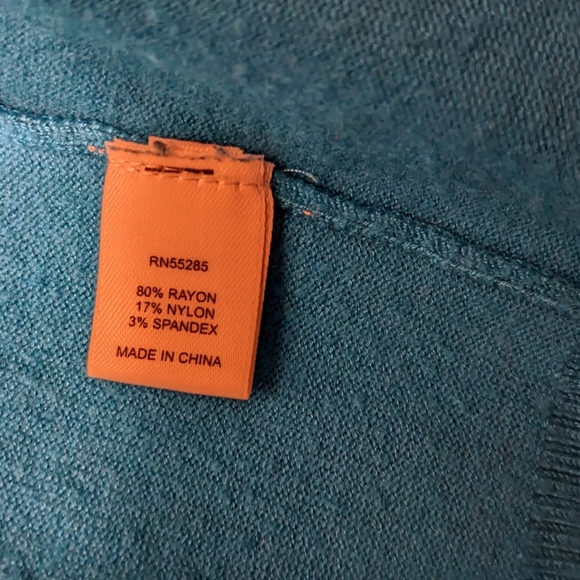 RN55285
80% RAYON
17% NYLON
3% SPANDEX
MADE IN CHINA